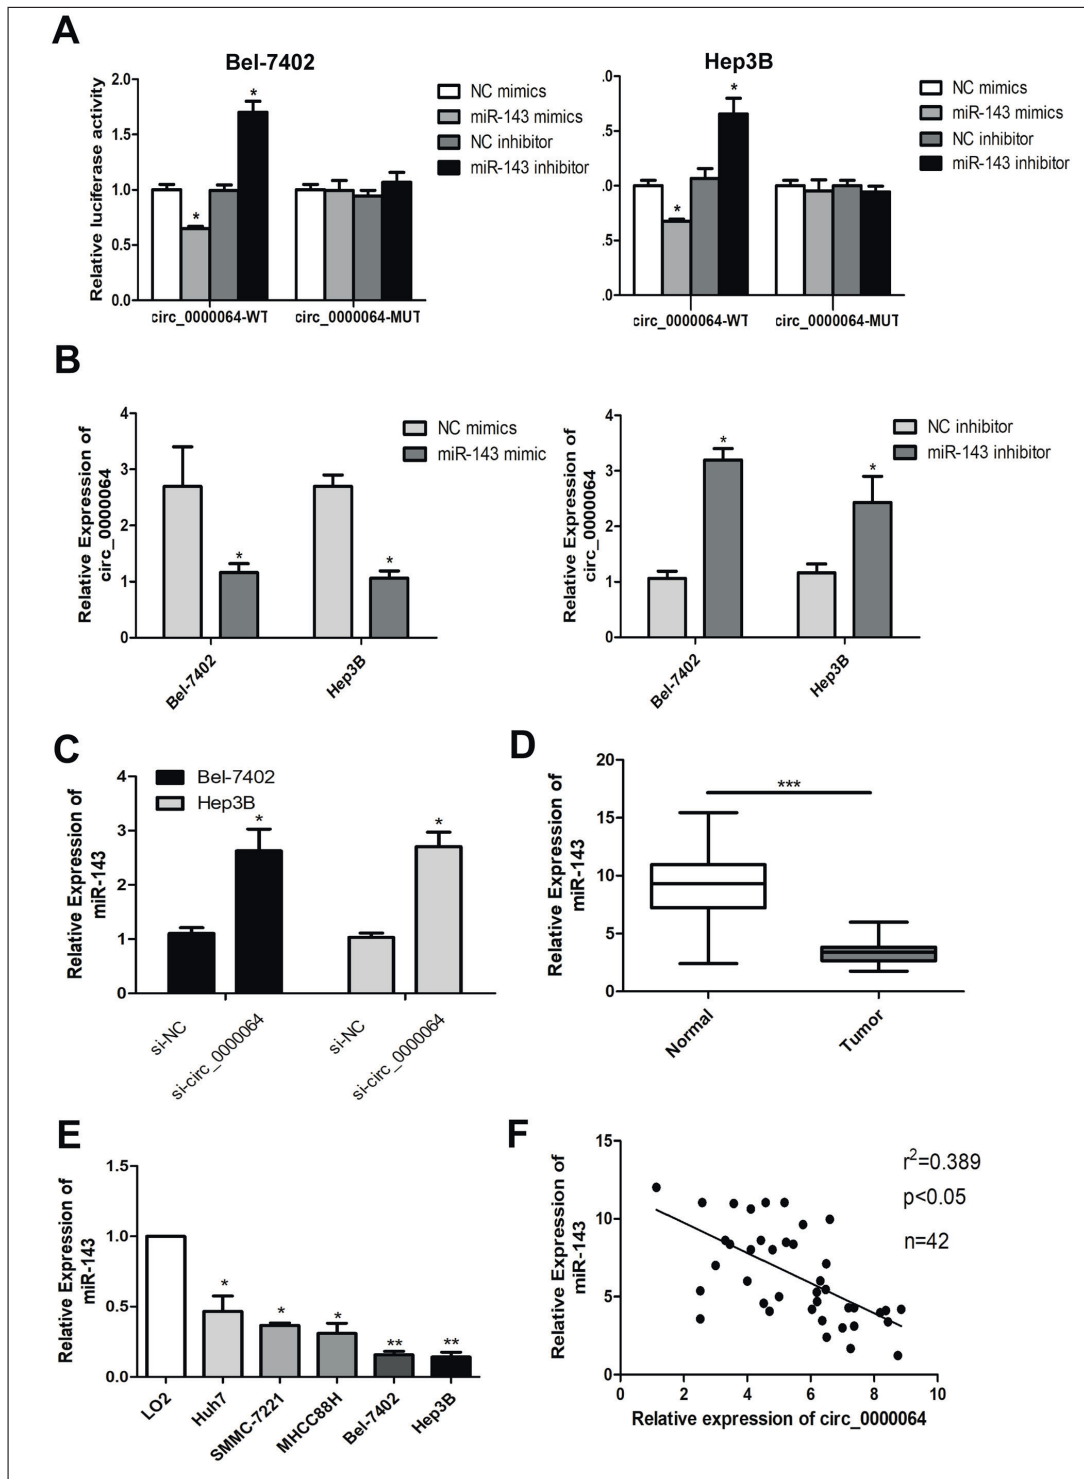 A
Bel-7402
Relative luciferase activity
2.0
1.5
1.0
0.5
0.0
*
*
circ_0000064-WT
circ_0000064-MUT
NC mimics
miR-143 mimics
NC inhibitor
miR-143 inhibitor
Hep3B
.0
.5
.0
.5
.0
*
*
circ_0000064-WT
circ_0000064-MUT
NC mimics
miR-143 mimics
NC inhibitor
miR-143 inhibitor
B
Relative Expression of
circ_0000064
4
3
2
1
0
*
*
Bel-7402
Hep3B
NC mimics
miR-143 mimic
Relative Expression of
circ_0000064
4
3
2
1
0
*
*
Bel-7402
Hep3B
NC inhibitor
miR-143 inhibitor
C
Relative Expression of
miR-143
4
3
2
1
0
Bel-7402
Hep3B
*
*
si-NC
si-circ_0000064
si-NC
si-circ_0000064
D
Relative Expression of
miR-143
20
15
10
5
0
***
Normal
Tumor
E
Relative Expression of
miR-143
1.5
1.0
0.5
0.0
*
*
*
**
**
LO2
Huh7
SMMC-7221
MHCC88H
Bel-7402
Hep3B
F
Relative Expression of
miR-143
15
10
5
0
r²=0.389
p<0.05
n=42
0
2
4
6
8
10
Relative expression of circ_0000064